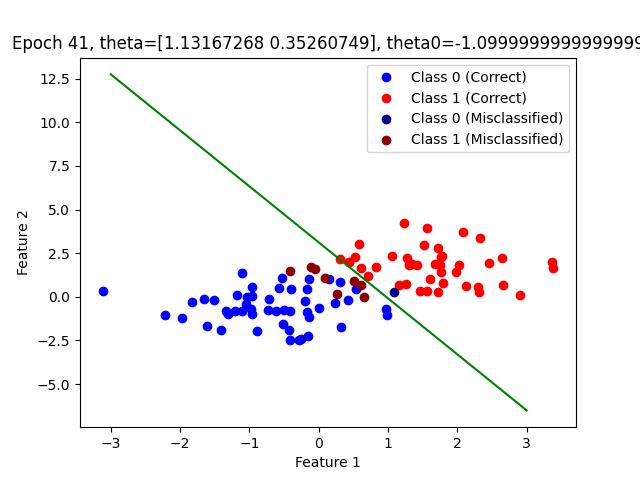 Epoch 41, theta=[1.13167268 0.35260749], theta0=-1.0999999999999999
Class 0 (Correct)
Class 1 (Correct)
Class 0 (Misclassified)
Class 1 (Misclassified)
12.5
10.0
7.5
5.0
2.5
0.0
−2.5
−5.0
Feature 2
−3
−2
−1
0
1
2
3
Feature 1